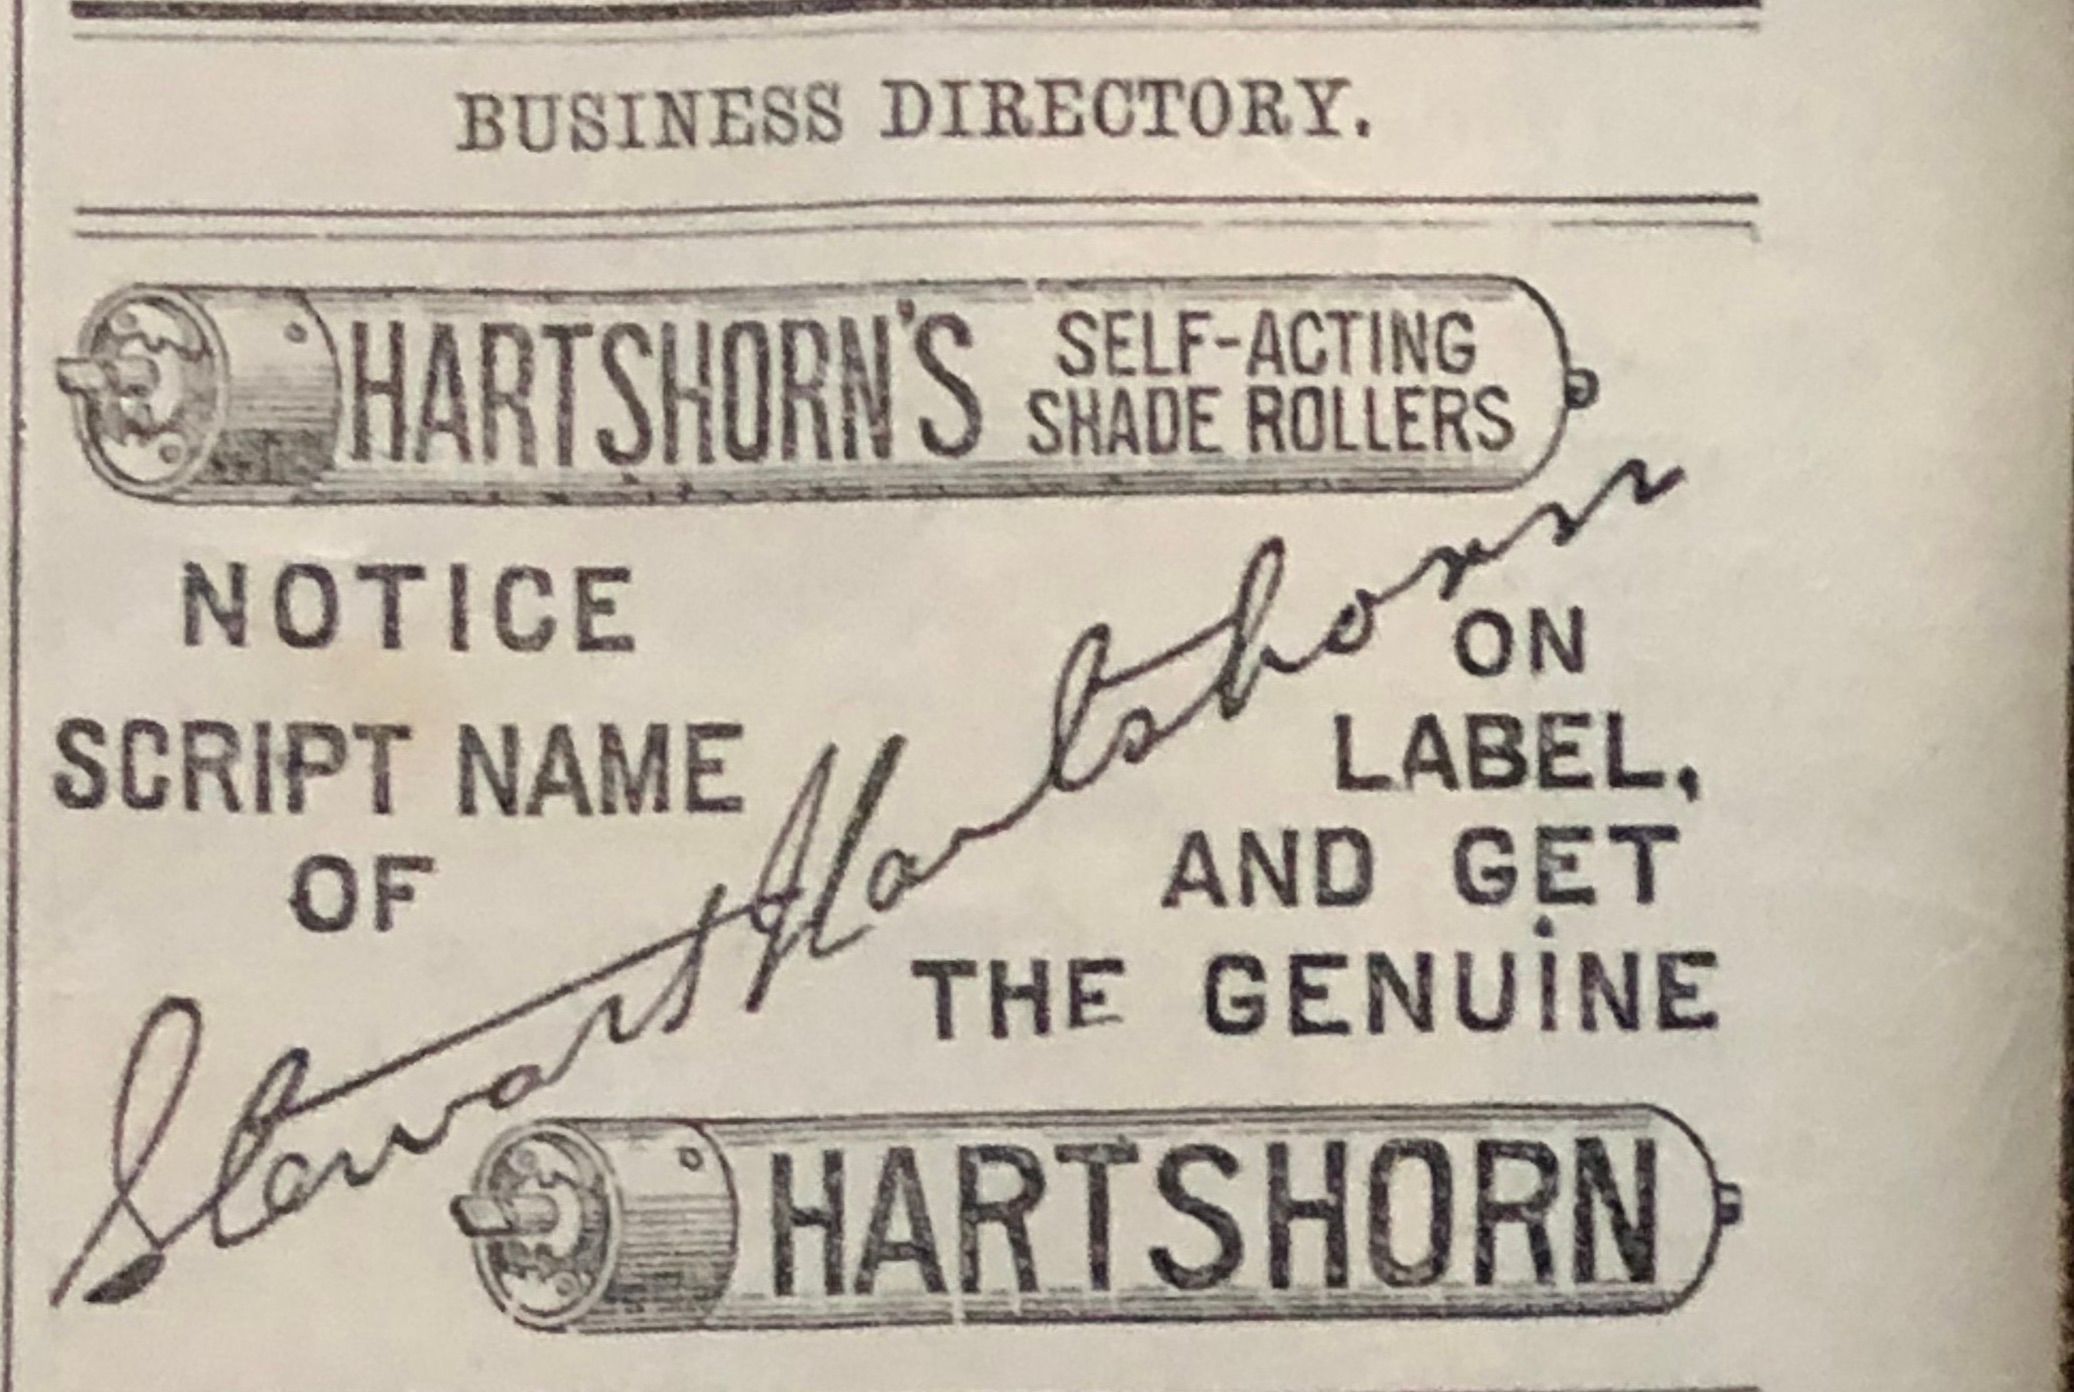 BUSINESS DIRECTORY.
HARTSHORN'S SELF-ACTING
SHADE ROLLERS
NOTICE
SCRIPT NAME
OF
Stewart Hartshorn
ON
LABEL,
AND GET
THE GENUINE
HARTSHORN